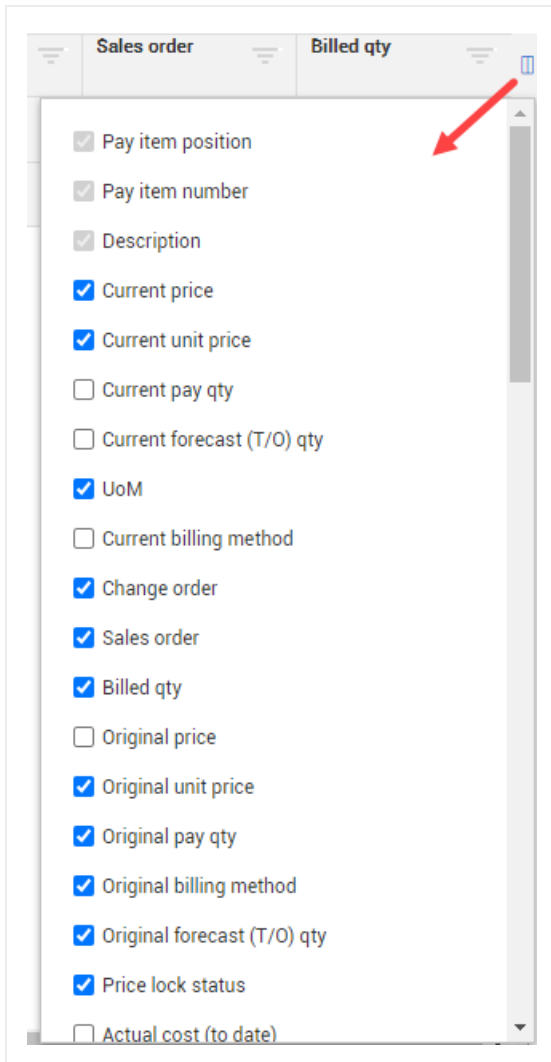 Sales order
Billed qty
Pay item position
Pay item number
Description
Current price
Current unit price
Current pay qty
Current forecast (T/O) qty
UoM
Current billing method
Change order
Sales order
Billed qty
Original price
Original unit price
Original pay qty
Original billing method
Original forecast (T/O) qty
Price lock status
Actual cost (to date)